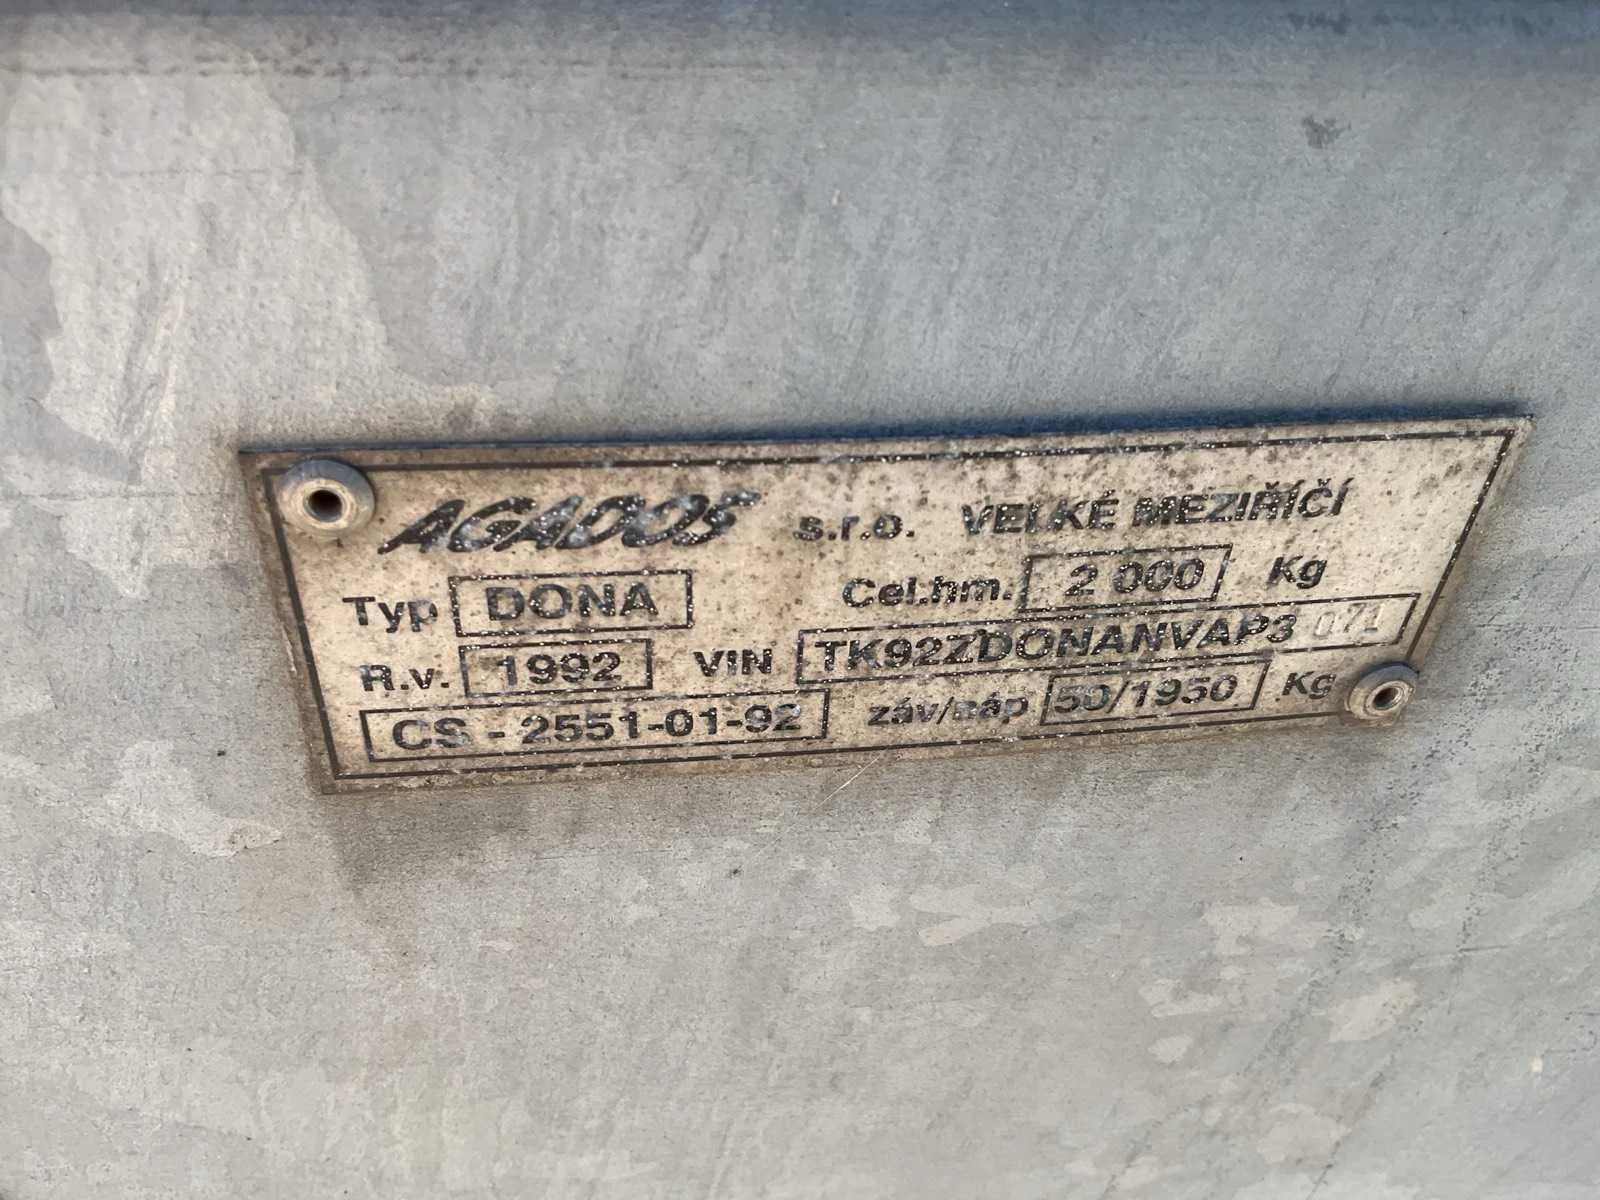 AGADOS s.r.o. VELKÉ MEZIŘÍČÍ
Typ DONA Cel.hm. 2 000 Kg
R.v. 1992 VIN TK92ZDONANVAP3 071
CS - 2551-01-92 záv/náp 50/1950 Kg